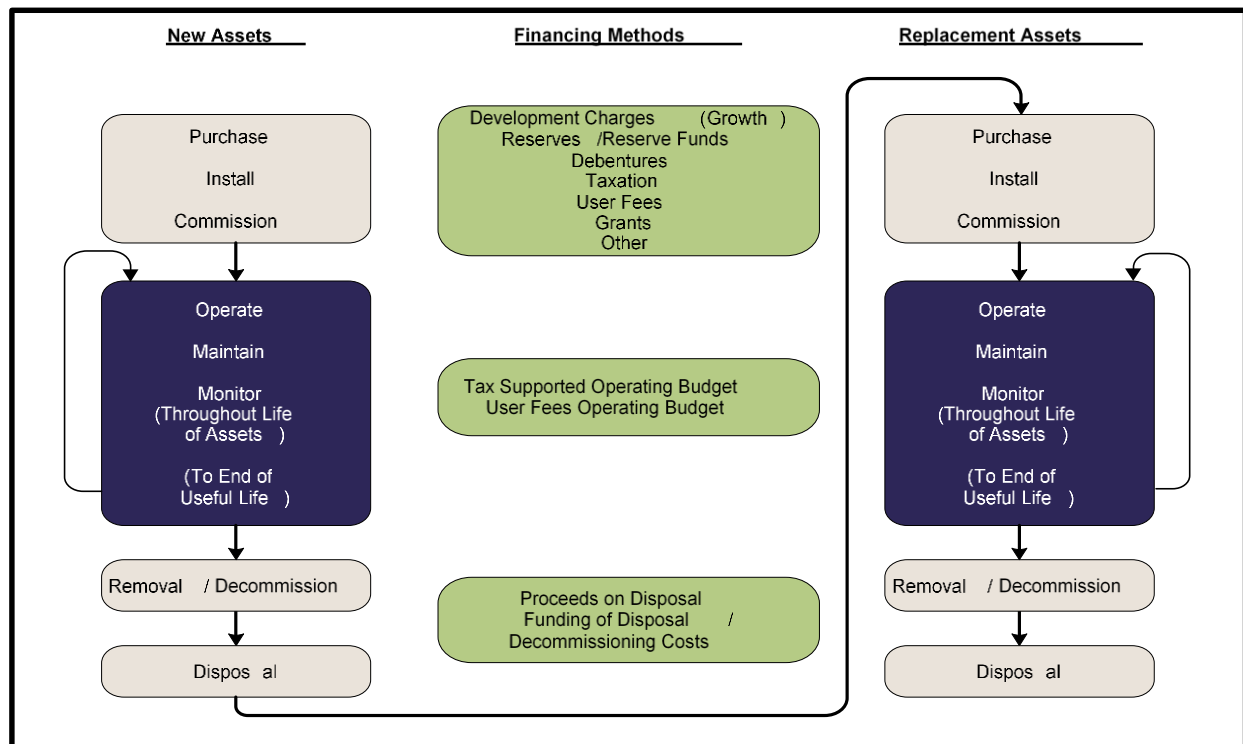 New Assets
Purchase
Install
Commission
Operate
Maintain
Monitor
(Throughout Life
of Assets )
(To End of
Useful Life )
Removal / Decommission
Dispos al
Financing Methods
Development Charges (Growth )
Reserves /Reserve Funds
Debentures
Taxation
User Fees
Grants
Other
Tax Supported Operating Budget
User Fees Operating Budget
Proceeds on Disposal
Funding of Disposal /
Decommissioning Costs
Replacement Assets
Purchase
Install
Commission
Operate
Maintain
Monitor
(Throughout Life
of Assets )
(To End of
Useful Life )
Removal / Decommission
Dispos al